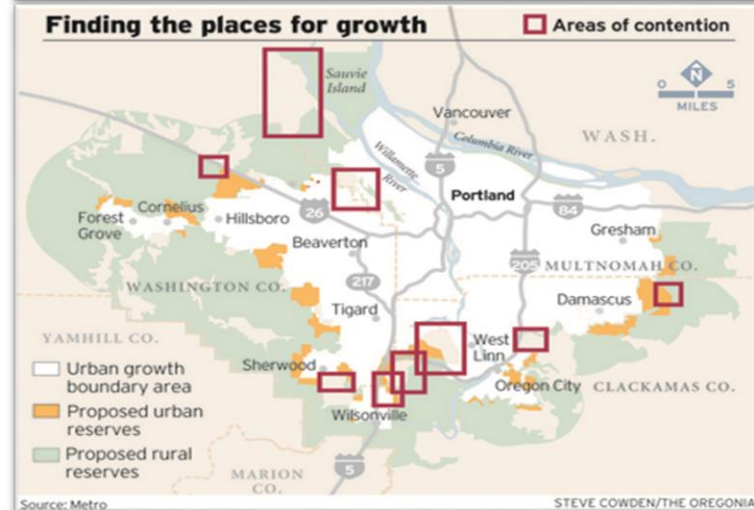 Finding the places for growth
Areas of contention
Sauvie
Island
N
0 5
MILES
Vancouver
Columbia River
WASH.
Willamette
River
5
Portland
84
26
Forest
Grove
Cornelius
Hillsboro
Beaverton
Gresham
205
MULTNOMAH CO.
217
WASHINGTON CO.
Damascus
Tigard
YAMHILL CO.
West
Linn
Sherwood
Oregon City
CLACKAMAS CO.
Wilsonville
Urban growth
boundary area
Proposed urban
reserves
Proposed rural
reserves
MARION
CO.
5
Source: Metro
STEVE COWDEN/THE OREGONIA